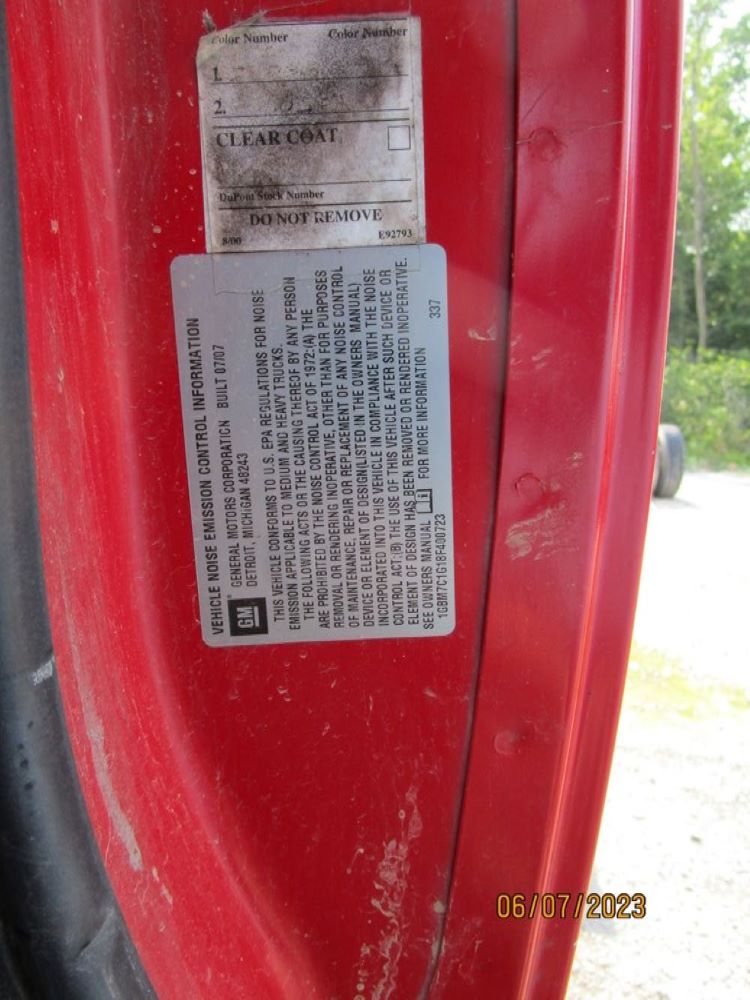 Color Number Color Number
1.
2.
CLEAR COAT
DuPont Stock Number
DO NOT REMOVE
8/00 E92793
VEHICLE NOISE EMISSION CONTROL INFORMATION
GM
GENERAL MOTORS CORPORATION BUILT 07/07
DETROIT, MICHIGAN 48243
THIS VEHICLE CONFORMS TO U.S. EPA REGULATIONS FOR NOISE
EMISSION APPLICABLE TO MEDIUM AND HEAVY TRUCKS.
THE FOLLOWING ACTS OR THE CAUSING THEREOF BY ANY PERSON
ARE PROHIBITED BY THE NOISE CONTROL ACT OF 1972:(A) THE
REMOVAL OR RENDERING INOPERATIVE, OTHER THAN FOR PURPOSES
OF MAINTENANCE, REPAIR OR REPLACEMENT OF ANY NOISE CONTROL
DEVICE OR ELEMENT OF DESIGN(LISTED IN THE OWNERS MANUAL)
INCORPORATED INTO THIS VEHICLE IN COMPLIANCE WITH THE NOISE
CONTROL ACT:(B) THE USE OF THIS VEHICLE AFTER SUCH DEVICE OR
ELEMENT OF DESIGN HAS BEEN REMOVED OR RENDERED INOPERATIVE.
SEE OWNERS MANUAL FOR MORE INFORMATION
1GBM7C1G18F400723 337
06/07/2023